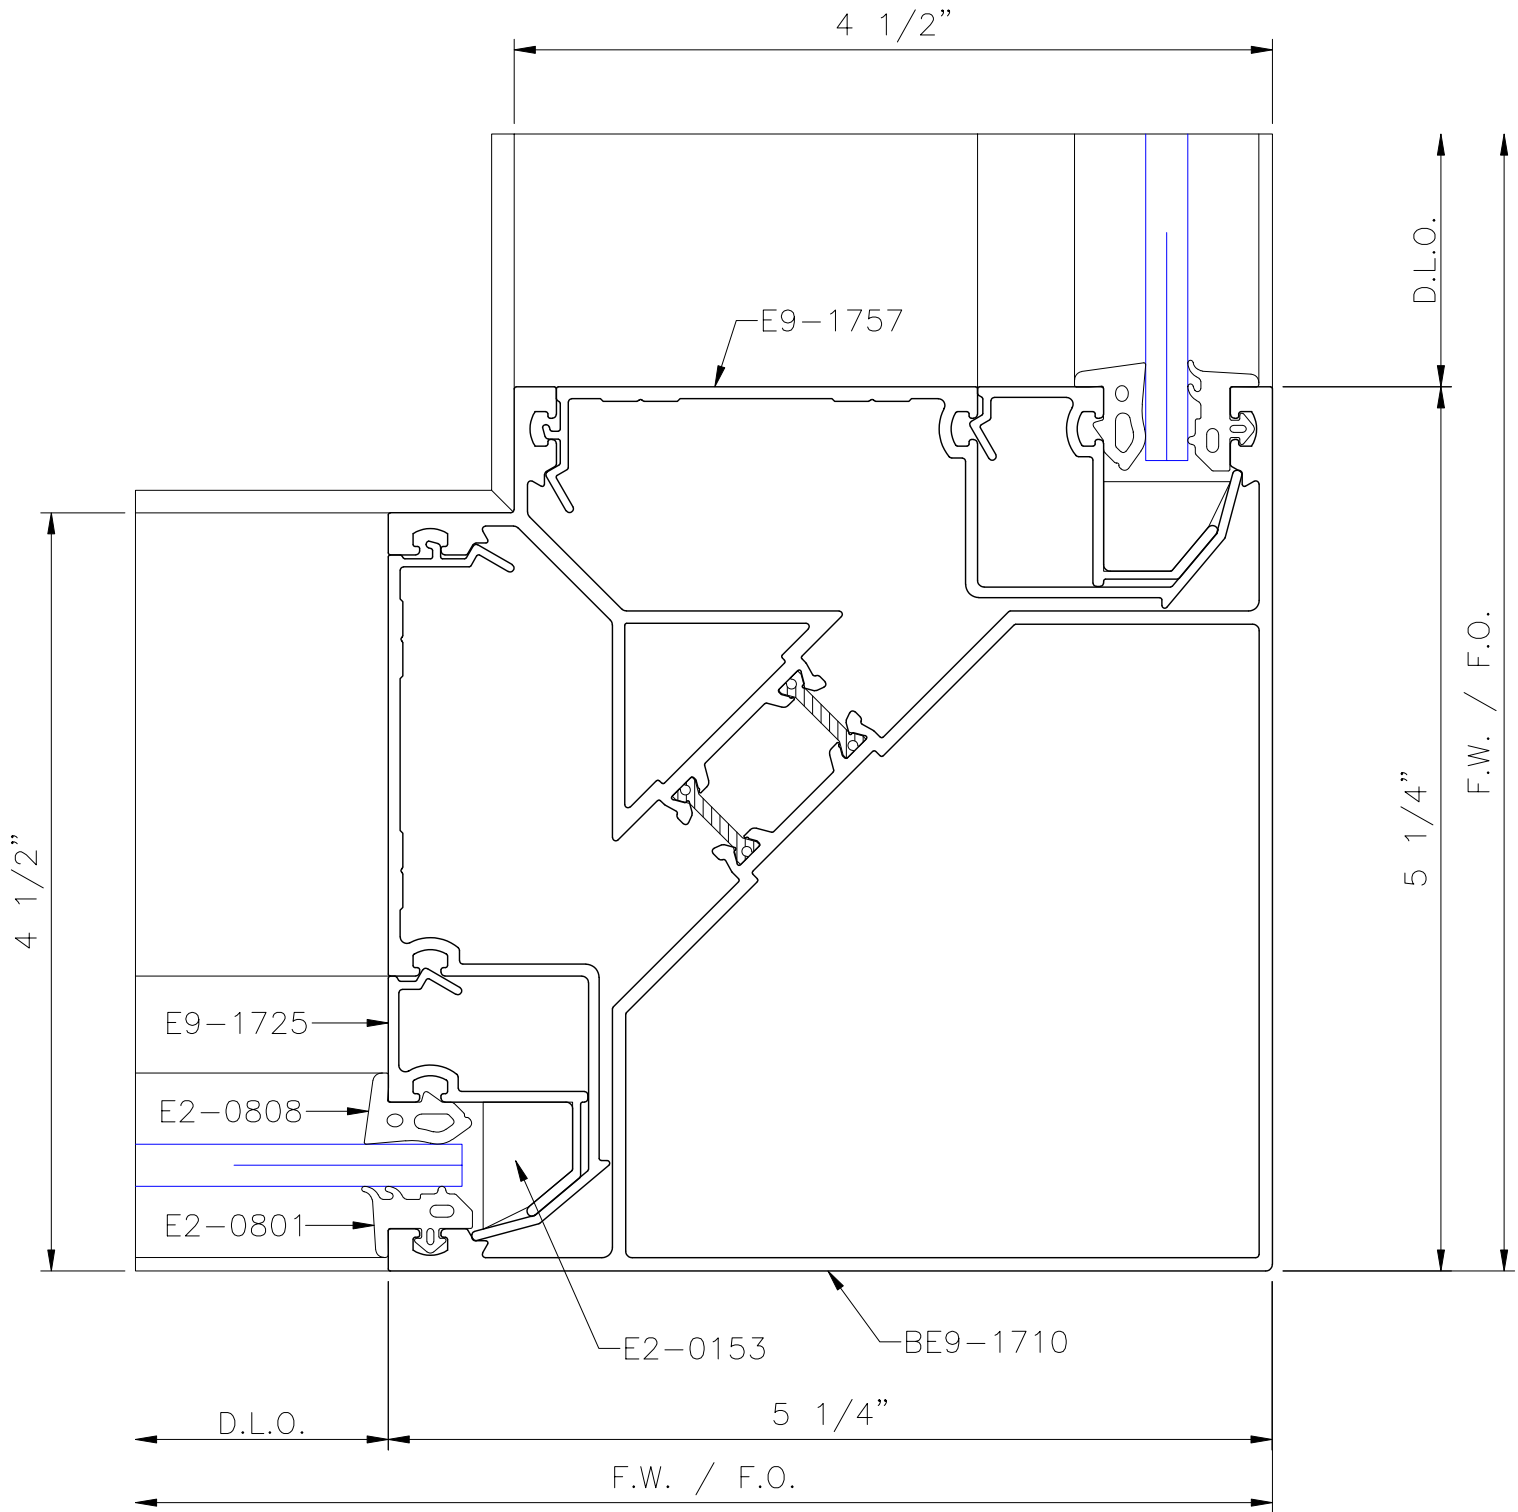 4 1/2"
D.L.O.
E9-1757
F.W. / F.O.
5 1/4"
4 1/2"
E9-1725
E2-0808
E2-0801
E2-0153
BE9-1710
D.L.O.
5 1/4"
F.W. / F.O.